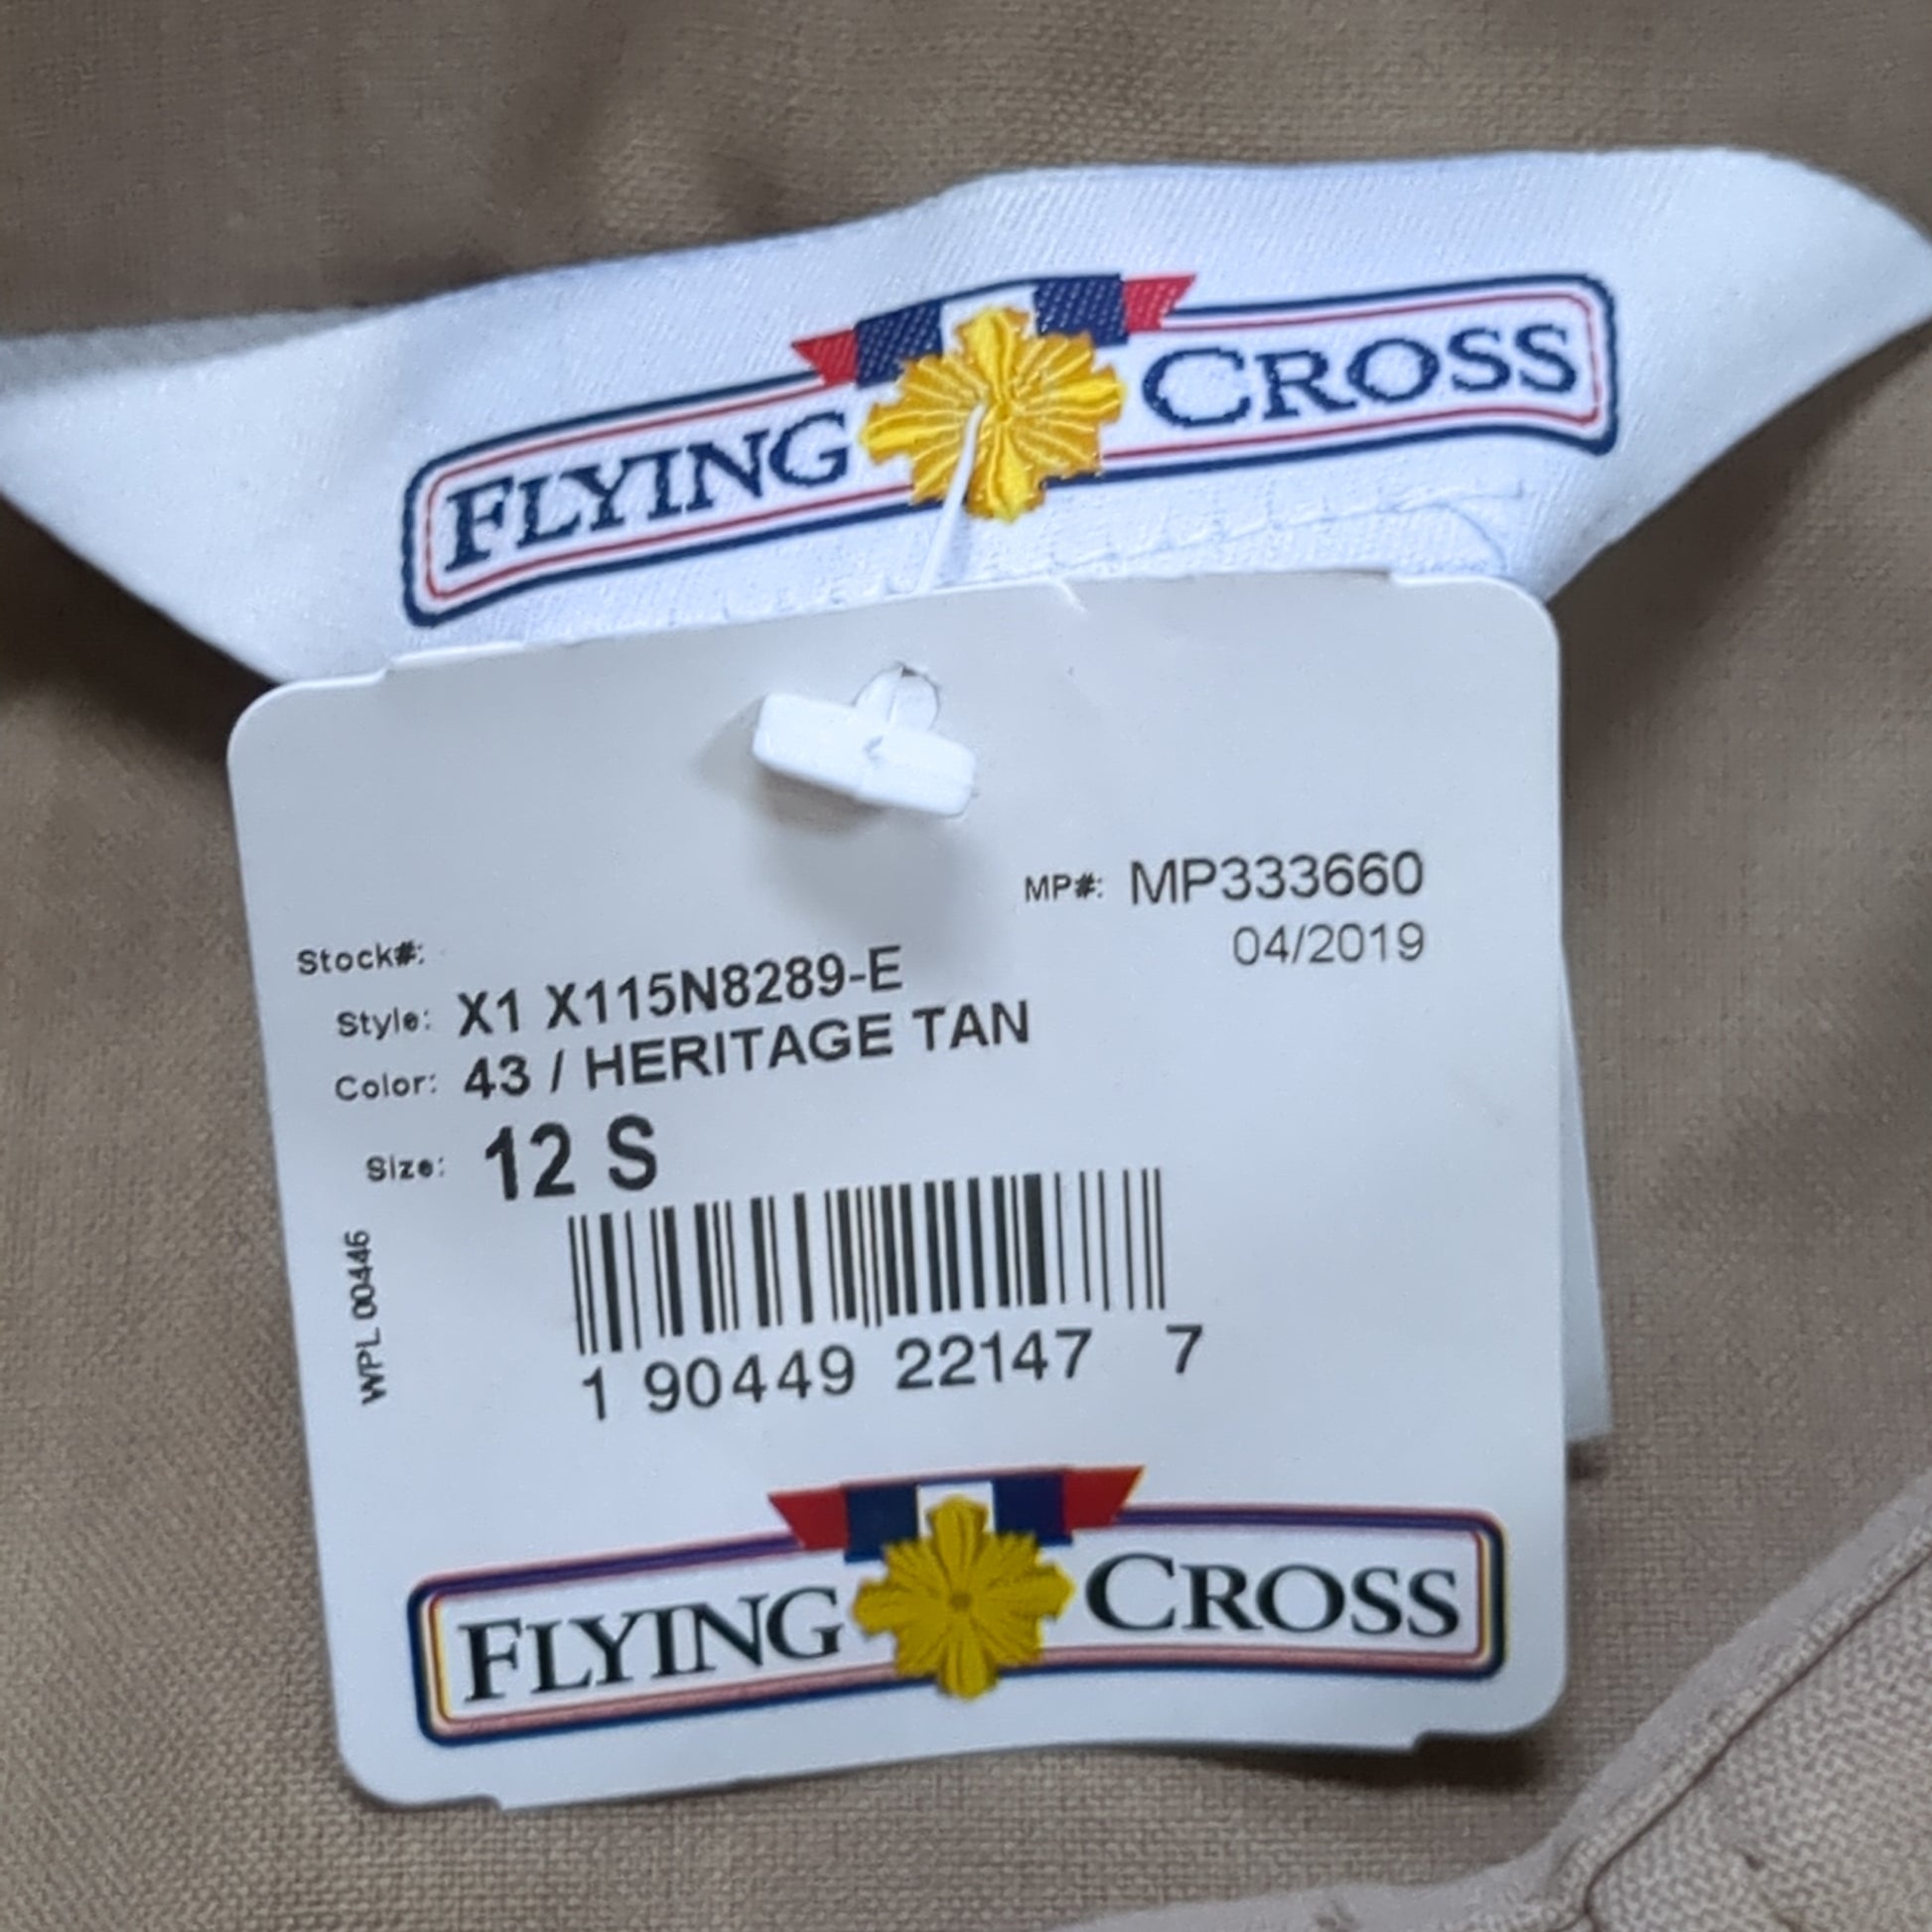 FLYING CROSS
MP#: MP333660
04/2019
Stock#:
Style: X1 X115N8289-E
Color: 43 / HERITAGE TAN
Size: 12 S
WPL 00446
1 90449 22147 7
FLYING CROSS